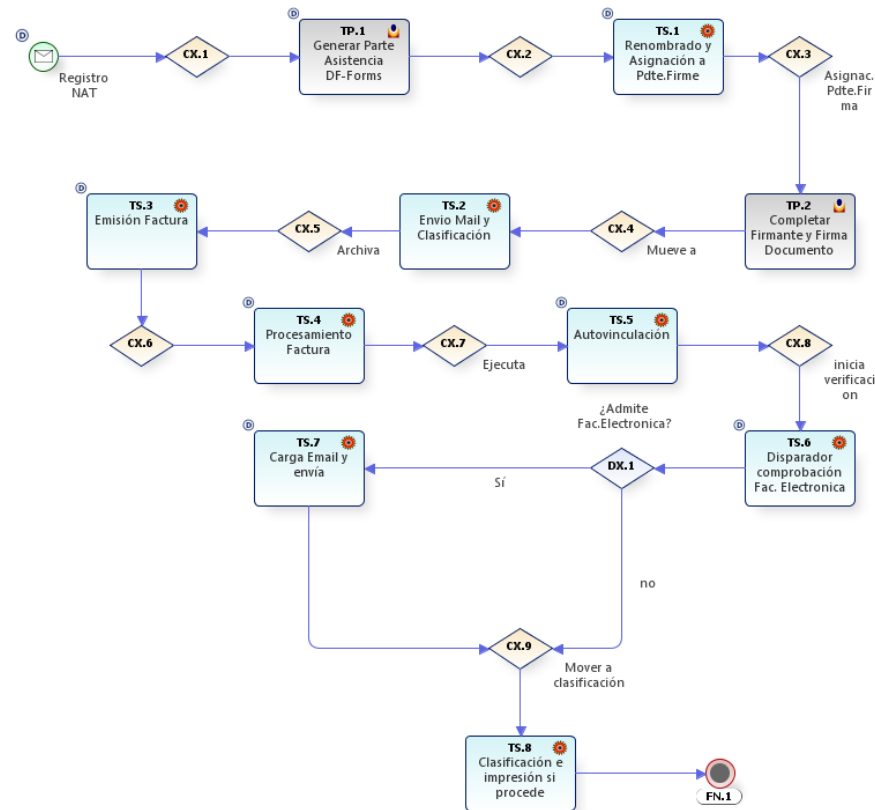 D
Registro
NAT
CX.1
D
TP.1
Generar Parte
Asistencia
DF-Forms
CX.2
D
TS.1
Renombrado y
Asignación a
Pdte.Firme
CX.3
Asignac.
Pdte.Fir
ma
TP.2
Completar
Firmante y Firma
Documento
CX.4
Mueve a
D
TS.2
Envio Mail y
Clasificación
CX.5
Archiva
D
TS.3
Emisión Factura
CX.6
D
TS.4
Procesamiento
Factura
CX.7
Ejecuta
D
TS.5
Autovinculación
CX.8
inicia
verificaci
on
D
TS.6
Disparador
comprobación
Fac. Electronica
¿Admite
Fac.Electronica?
DX.1
Sí
no
D
TS.7
Carga Email y
envía
CX.9
Mover a
clasificación
TS.8
Clasificación e
impresión si
procede
FN.1